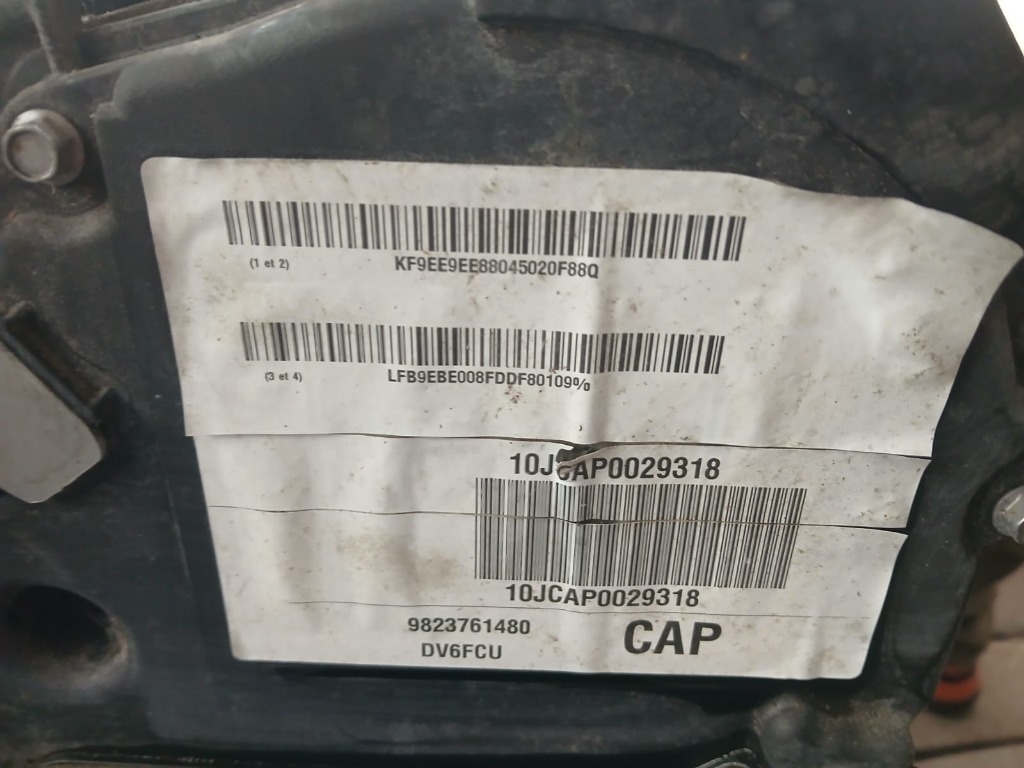 KF9EE9EE88045020F88Q
(1 et 2)
LFB9EBE008FDDF80109%
(3 et 4)
10JCAP0029318
10JCAP0029318
9823761480
CAP
DV6FCU